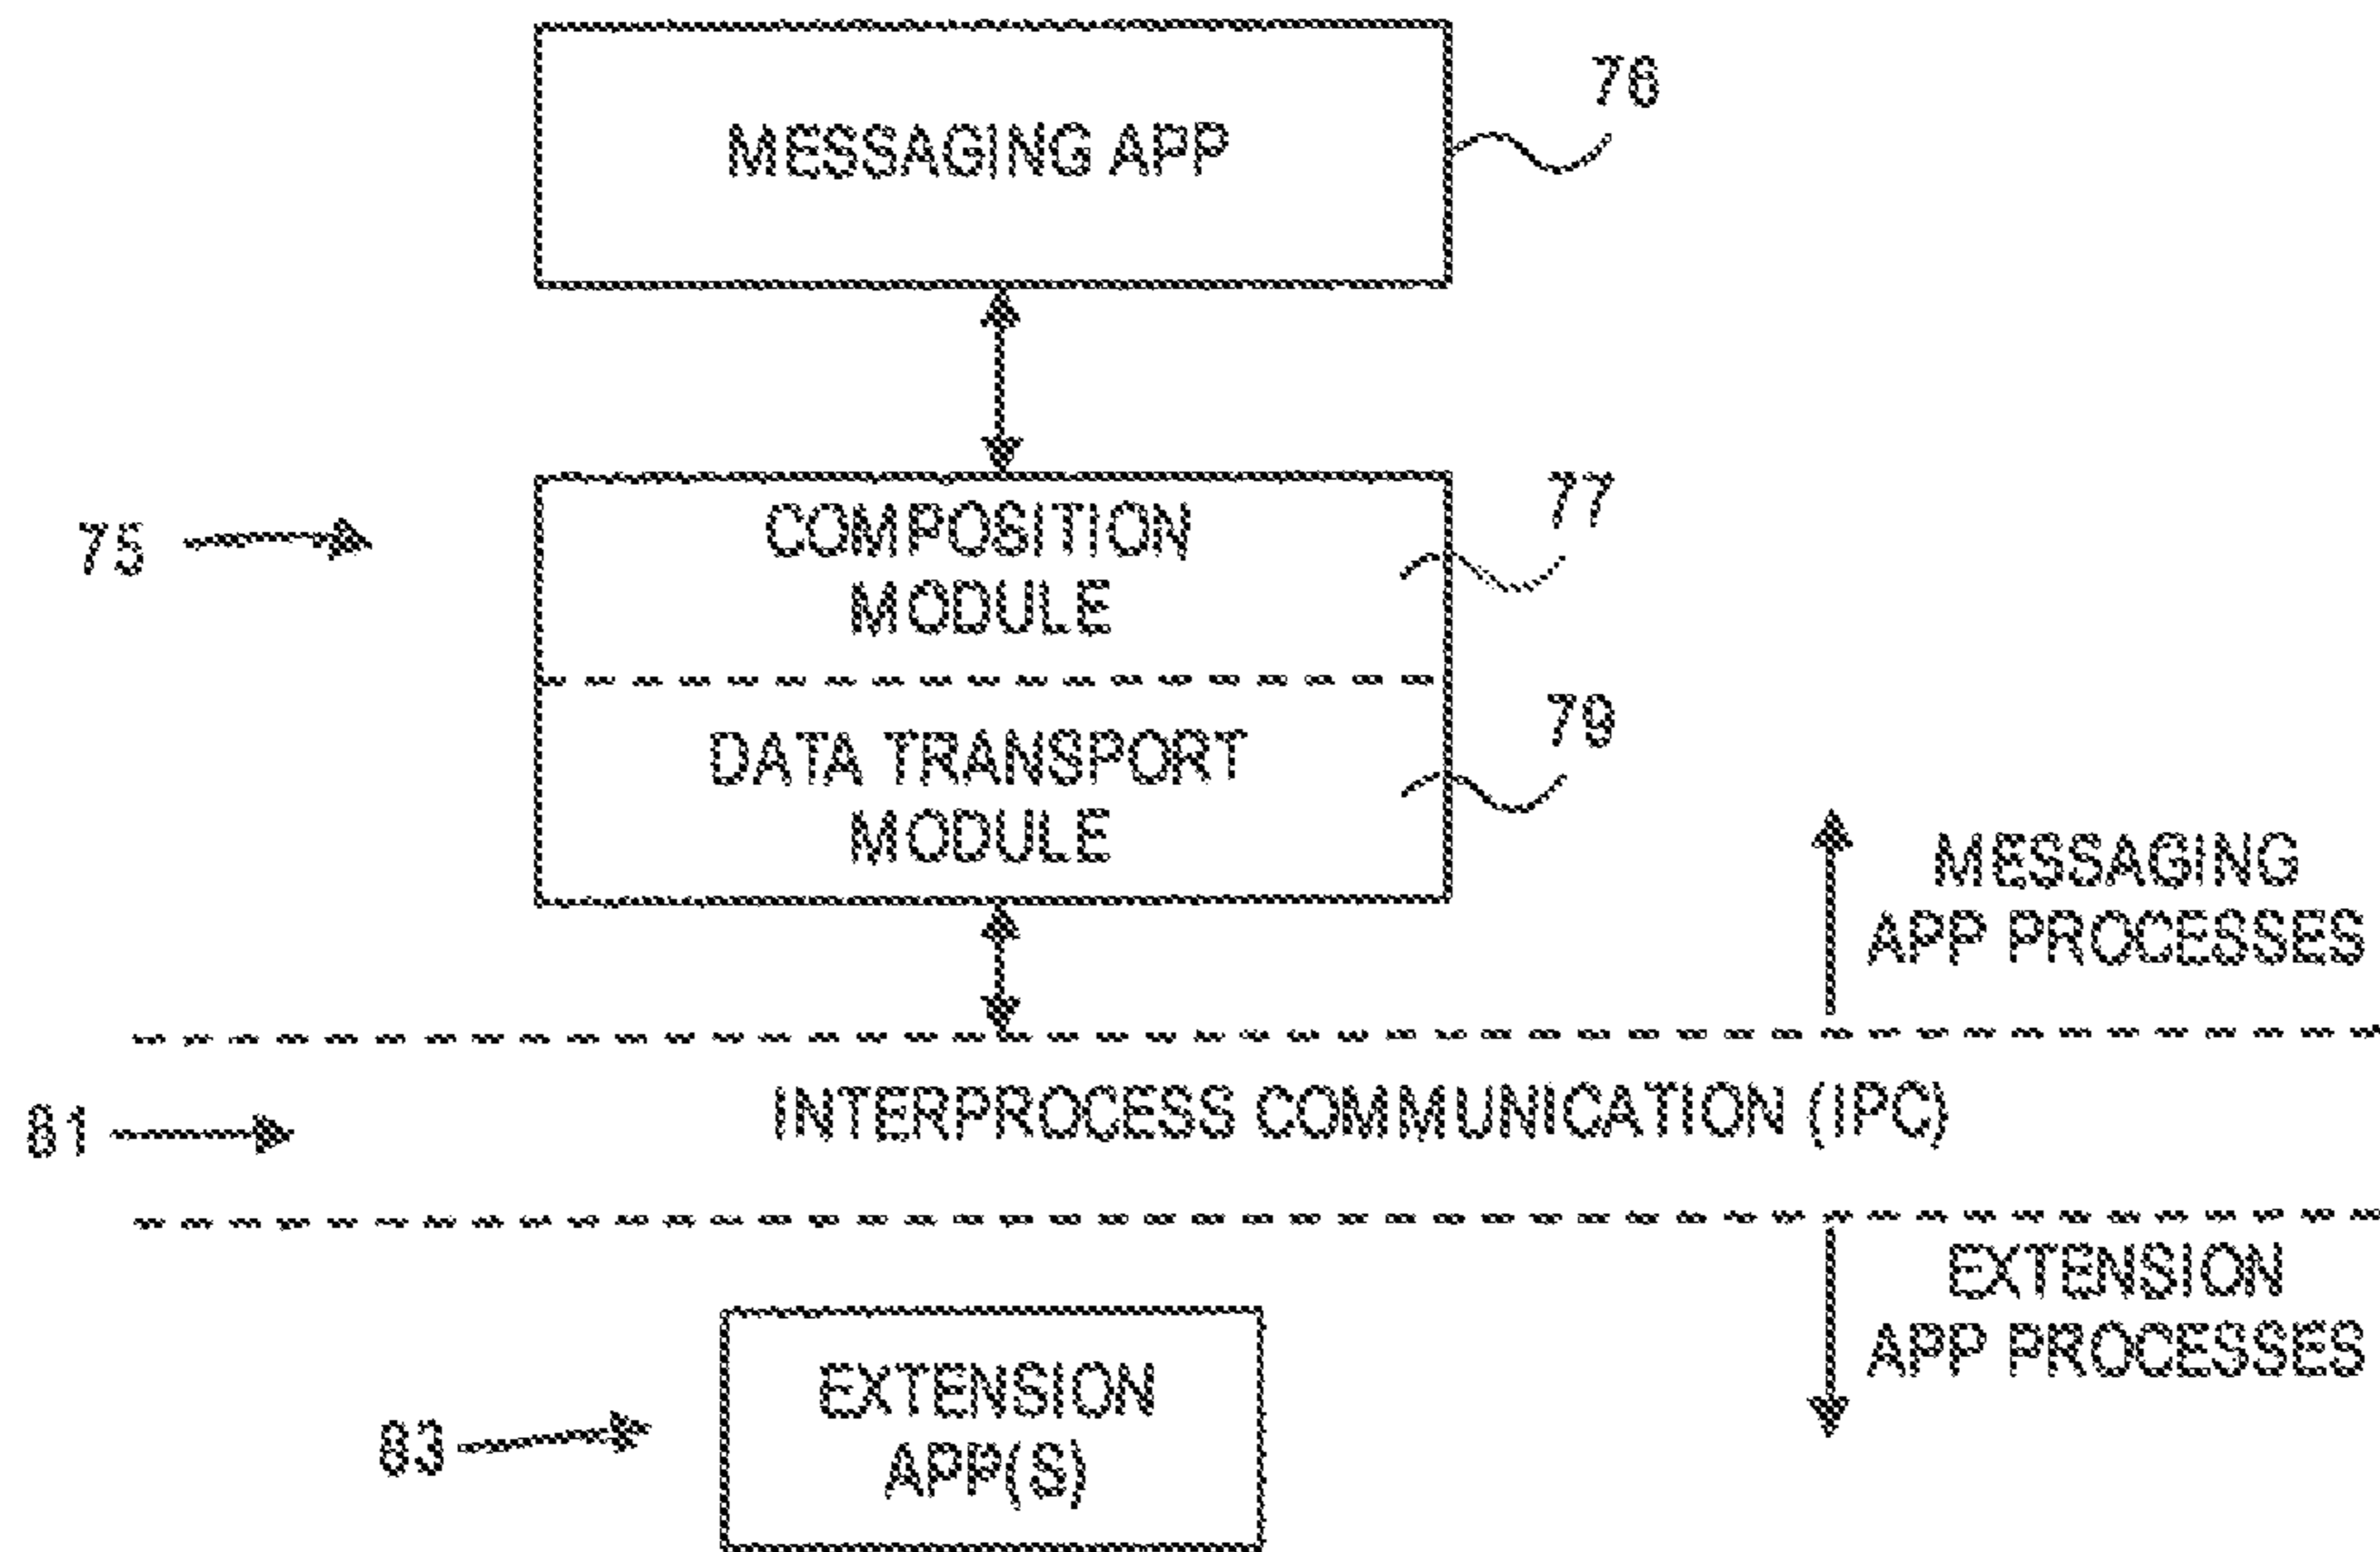 MESSAGING APP
76
75
COMPOSITION
MODULE
77
DATA TRANSPORT
MODULE
79
MESSAGING
APP PROCESSES
81
INTERPROCESS COMMUNICATION (IPC)
EXTENSION
APP PROCESSES
83
EXTENSION
APP(S)